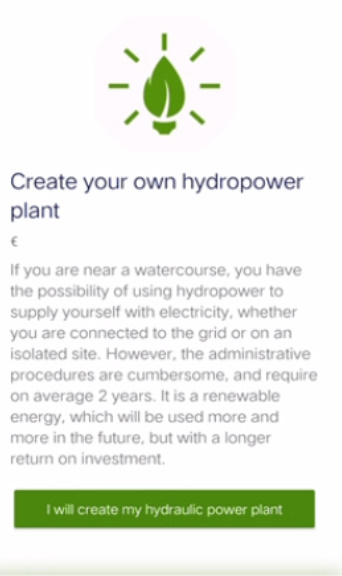 Create your own hydropower
plant
€
If you are near a watercourse, you have
the possibility of using hydropower to
supply yourself with electricity, whether
you are connected to the grid or on an
isolated site. However, the administrative
procedures are cumbersome, and require
on average 2 years. It is a renewable
energy, which will be used more and
more in the future, but with a longer
return on investment.
I will create my hydraulic power plant